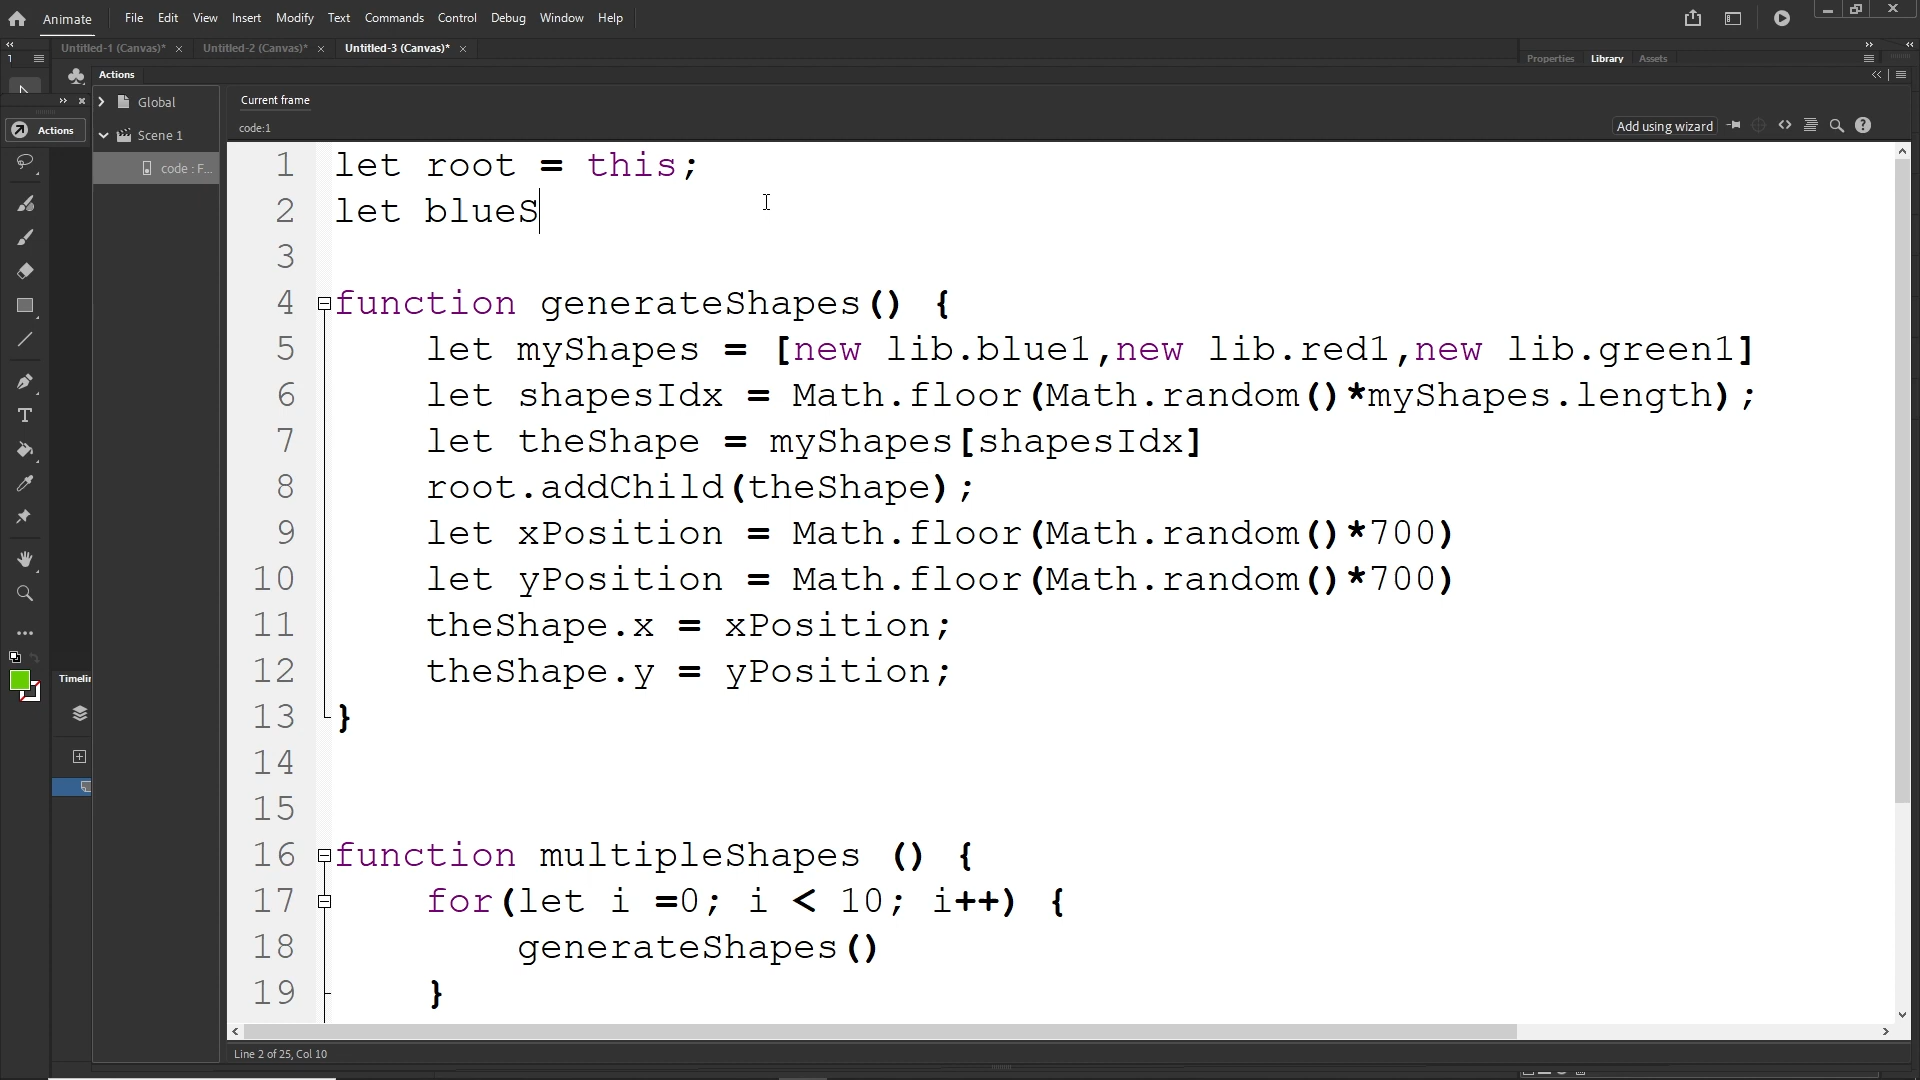 Animate File Edit View Insert Modify Text Commands Control Debug Window Help
Untitled-1 (Canvas)* × Untitled-2 (Canvas)* × Untitled-3 (Canvas)* ×
Properties Library Assets
Actions
Global
Scene 1
code : F...
Actions
Timelin
Current frame
code:1
Add using wizard
1 let root = this;
2 let blueS
3
4 function generateShapes() {
5 let myShapes = [new lib.blue1,new lib.red1,new lib.green1]
6 let shapesIdx = Math.floor(Math.random()*myShapes.length);
7 let theShape = myShapes[shapesIdx]
8 root.addChild(theShape);
9 let xPosition = Math.floor(Math.random()*700)
10 let yPosition = Math.floor(Math.random()*700)
11 theShape.x = xPosition;
12 theShape.y = yPosition;
13 }
14
15
16 function multipleShapes () {
17 for(let i =0; i < 10; i++) {
18 generateShapes()
19 }
Line 2 of 25, Col 10